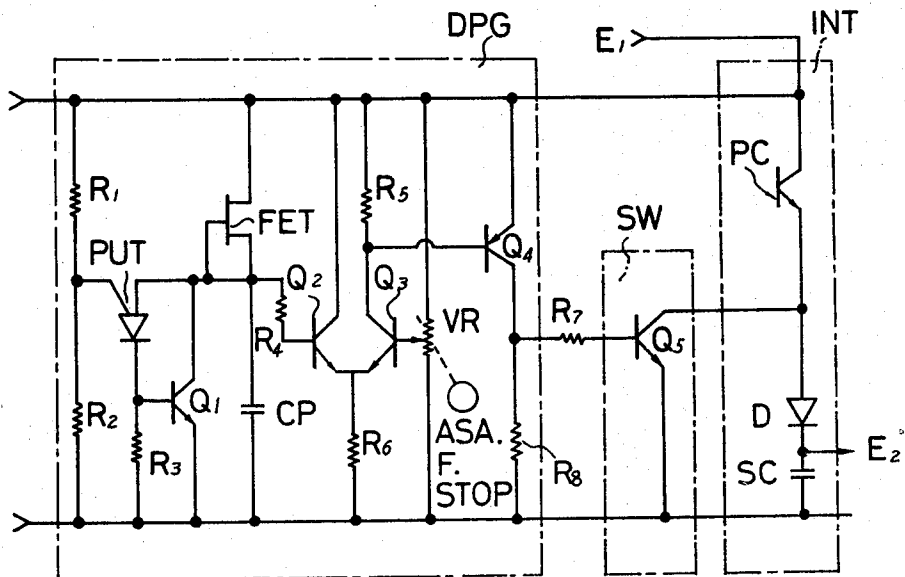 DPG
INT
E1
PC
R1
FET
R5
SW
PUT
Q4
Q2
Q3
VR
R7
R4
Q5
R2
Q1
CP
D
R3
R6
ASA.
F.
STOP
R8
E2
SC